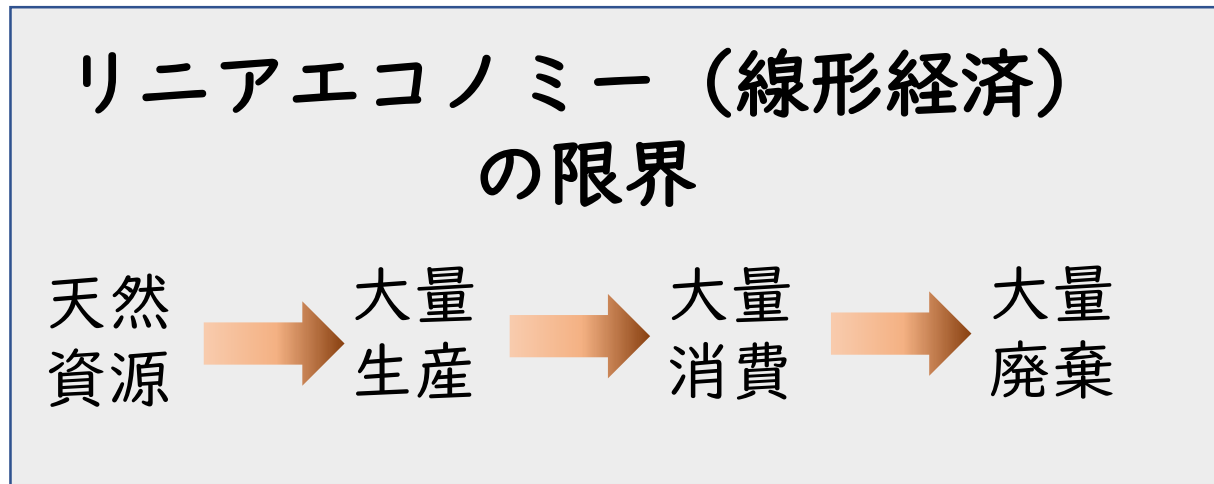 リニアエコノミー（線形経済）
の限界
天然
資源
大量
生産
大量
消費
大量
廃棄